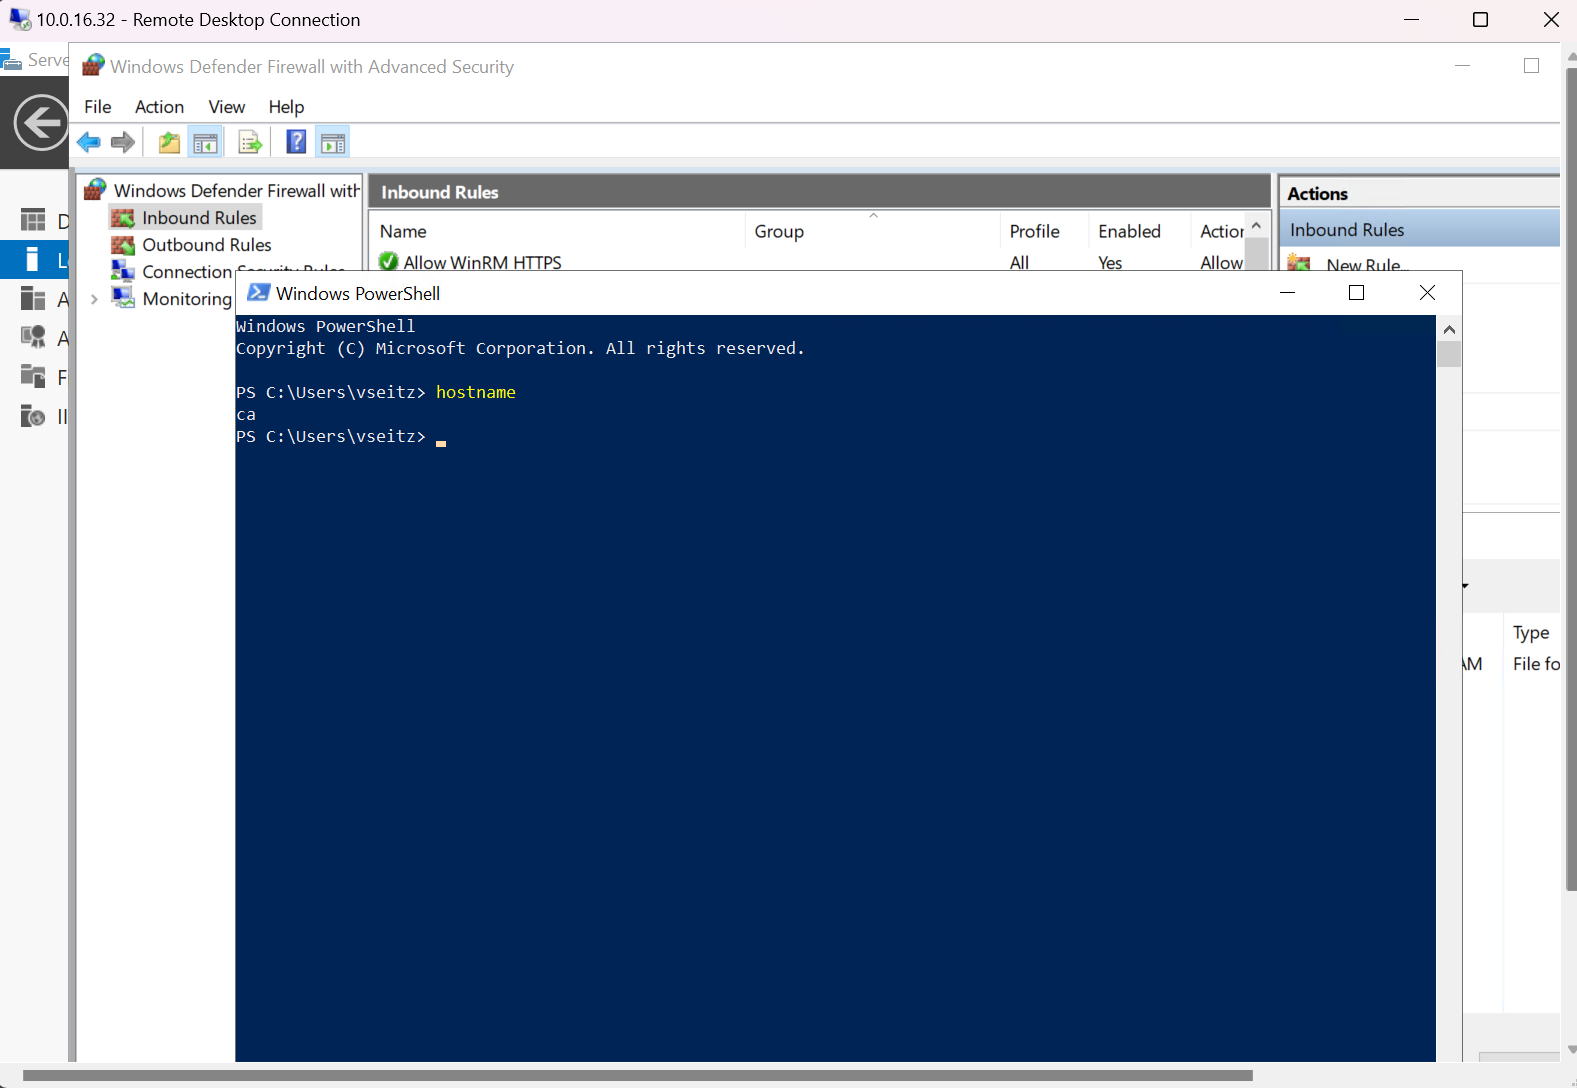 10.0.16.32 - Remote Desktop Connection
Serve
Windows Defender Firewall with Advanced Security
File Action View Help
Windows Defender Firewall with
Inbound Rules
Outbound Rules
Connection Security Rules
Monitoring
Inbound Rules
Name Group Profile Enabled Action
Allow WinRM HTTPS All Yes Allow
Actions
Inbound Rules
New Rule...
D
L
A
A
F
II
Windows PowerShell
Windows PowerShell
Copyright (C) Microsoft Corporation. All rights reserved.
PS C:\Users\vseitz> hostname
ca
PS C:\Users\vseitz>
Type
AM File fo